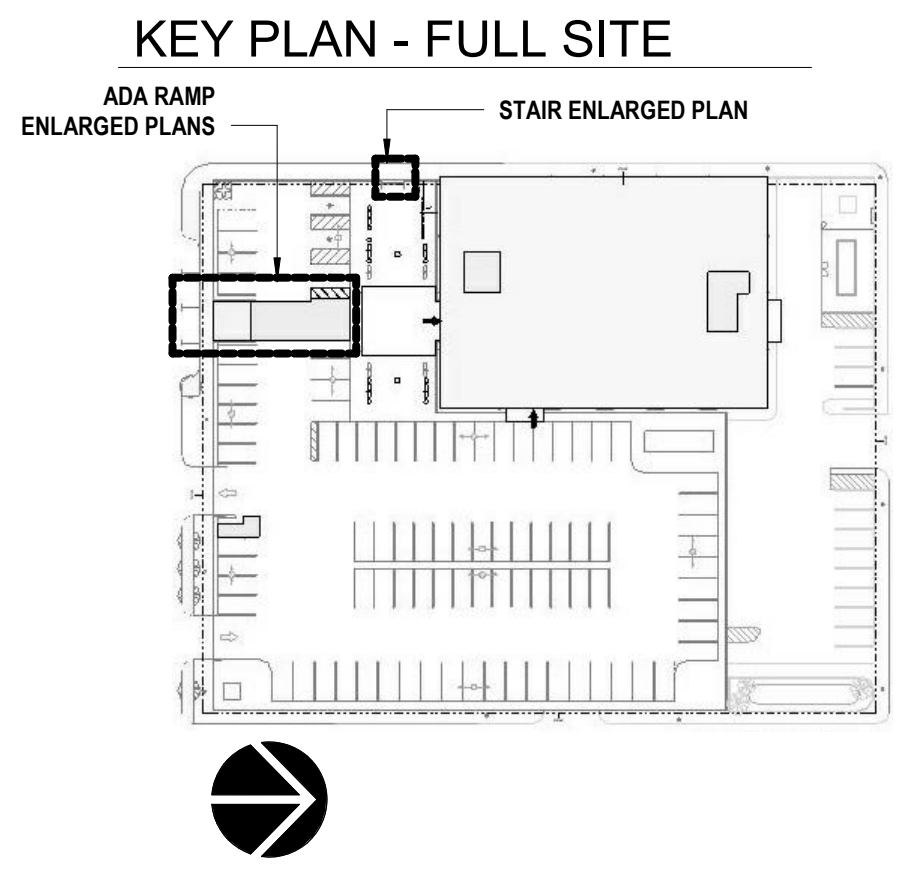 KEY PLAN - FULL SITE
ADA RAMP
ENLARGED PLANS
STAIR ENLARGED PLAN